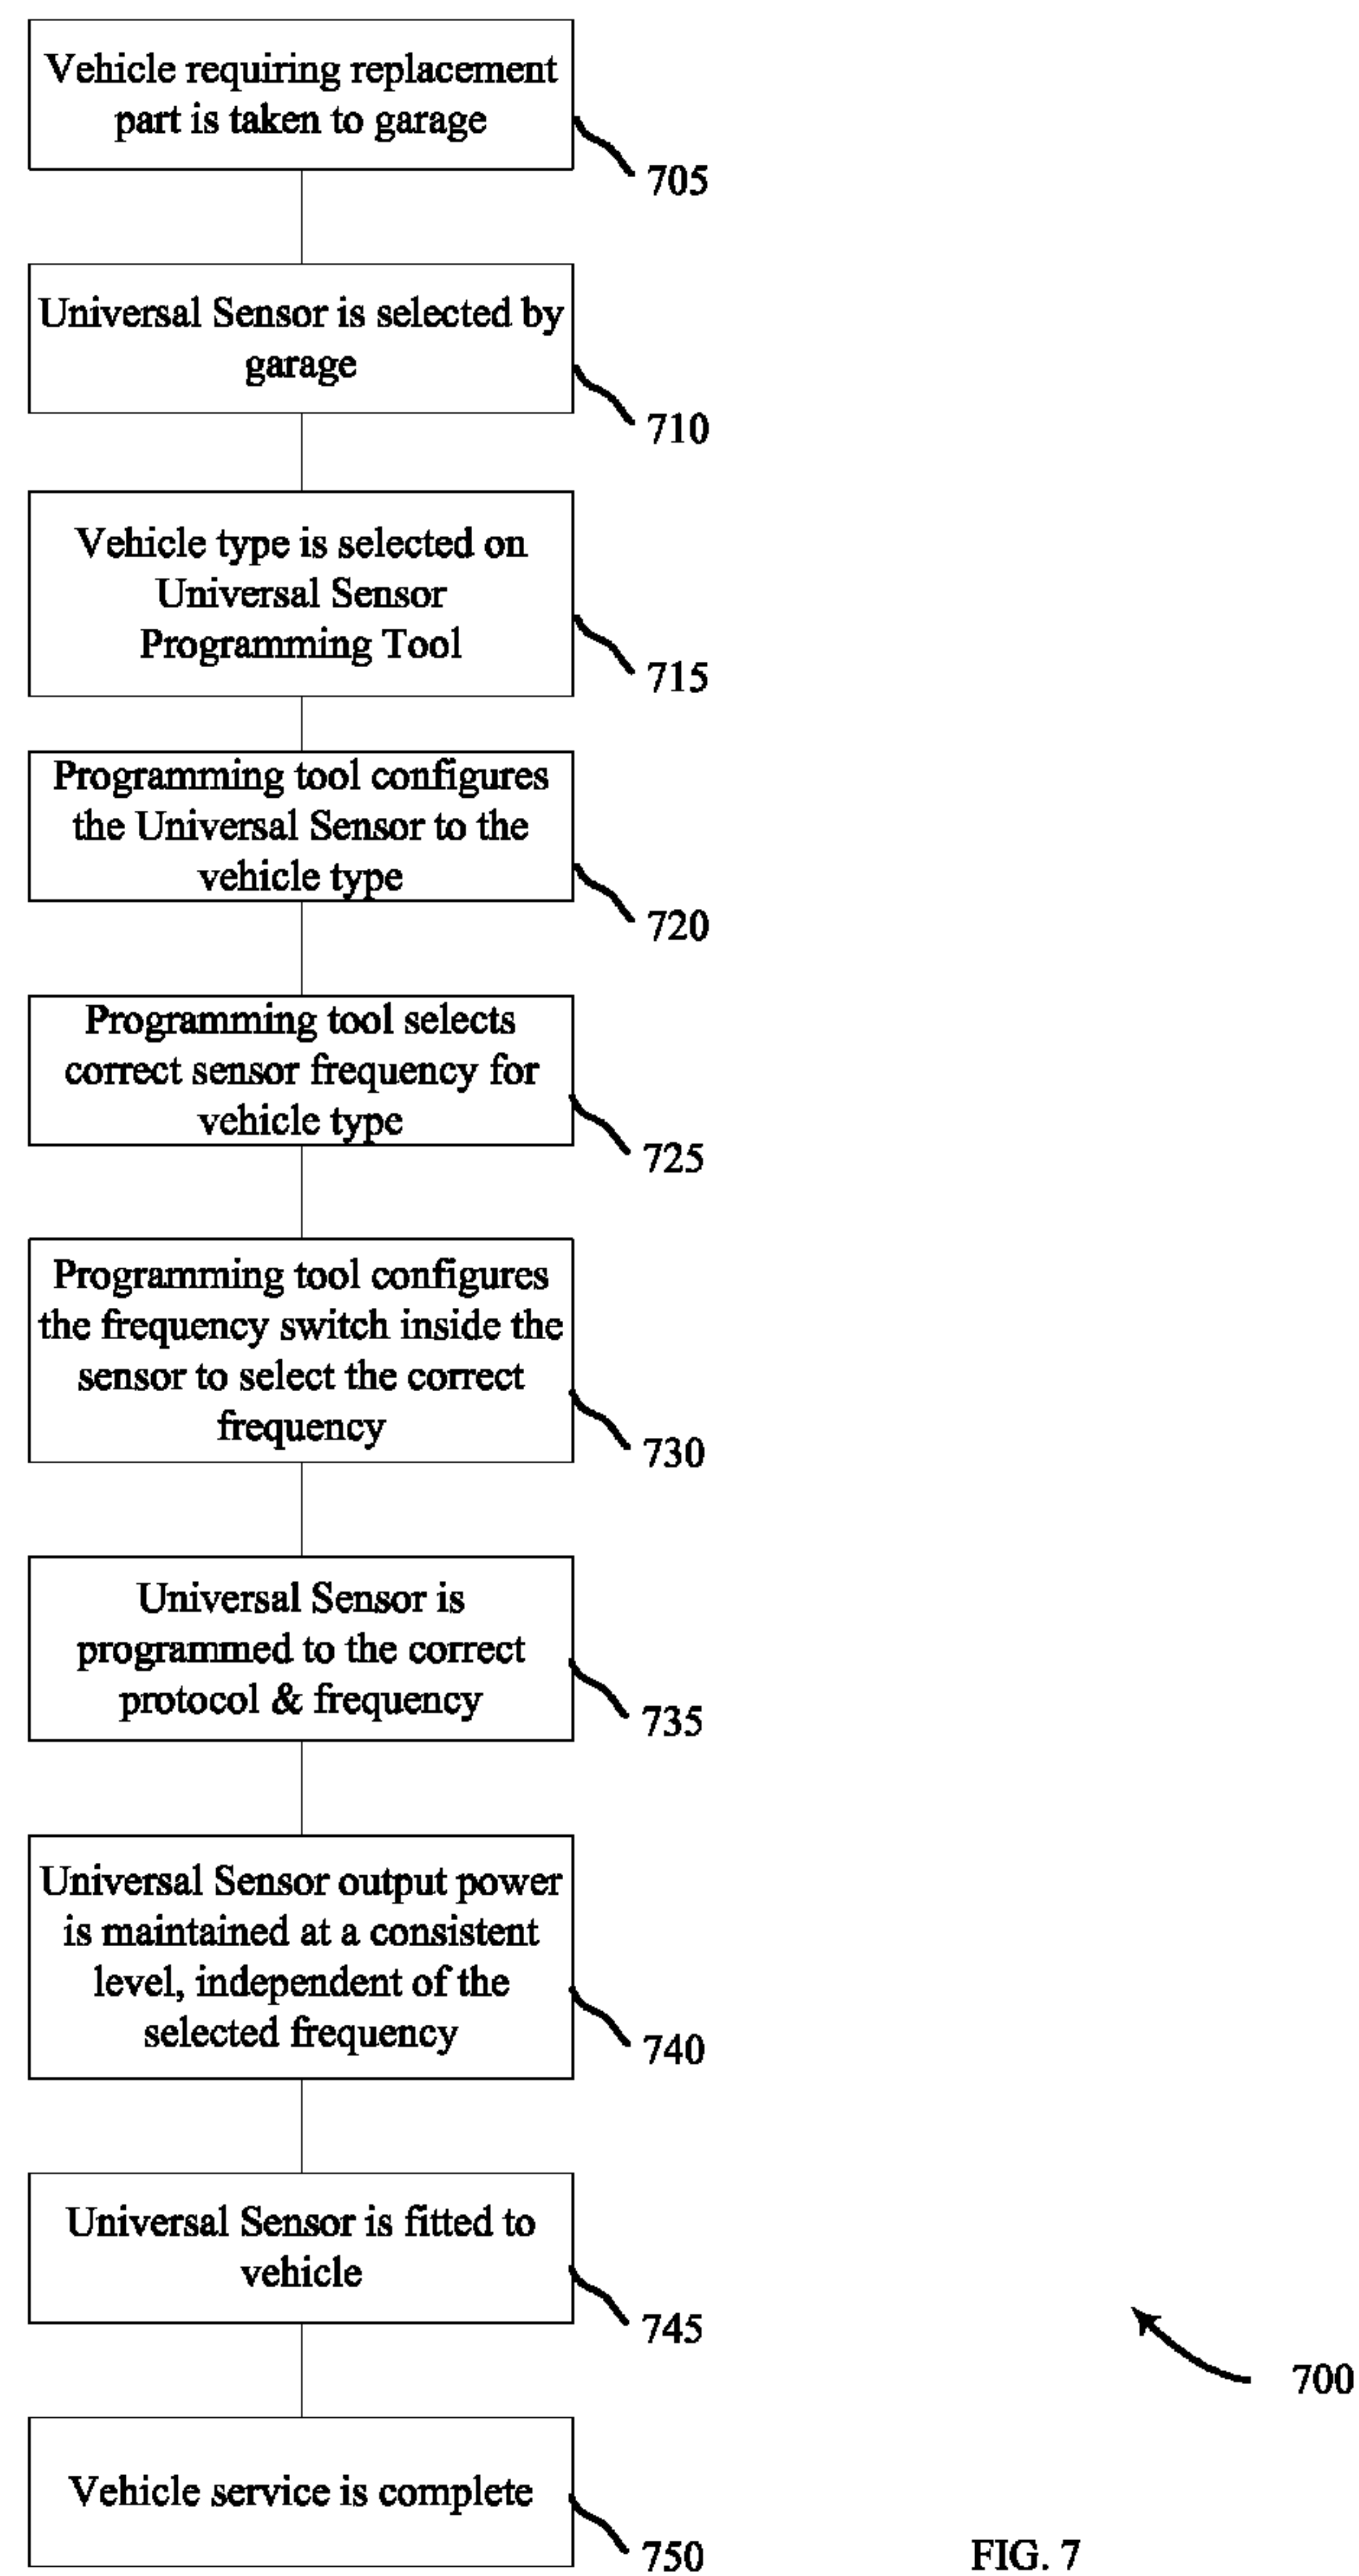 Vehicle requiring replacement
part is taken to garage
705
Universal Sensor is selected by
garage
710
Vehicle type is selected on
Universal Sensor
Programming Tool
715
Programming tool configures
the Universal Sensor to the
vehicle type
720
Programming tool selects
correct sensor frequency for
vehicle type
725
Programming tool configures
the frequency switch inside the
sensor to select the correct
frequency
730
Universal Sensor is
programmed to the correct
protocol & frequency
735
Universal Sensor output power
is maintained at a consistent
level, independent of the
selected frequency
740
Universal Sensor is fitted to
vehicle
745
700
Vehicle service is complete
750
FIG. 7